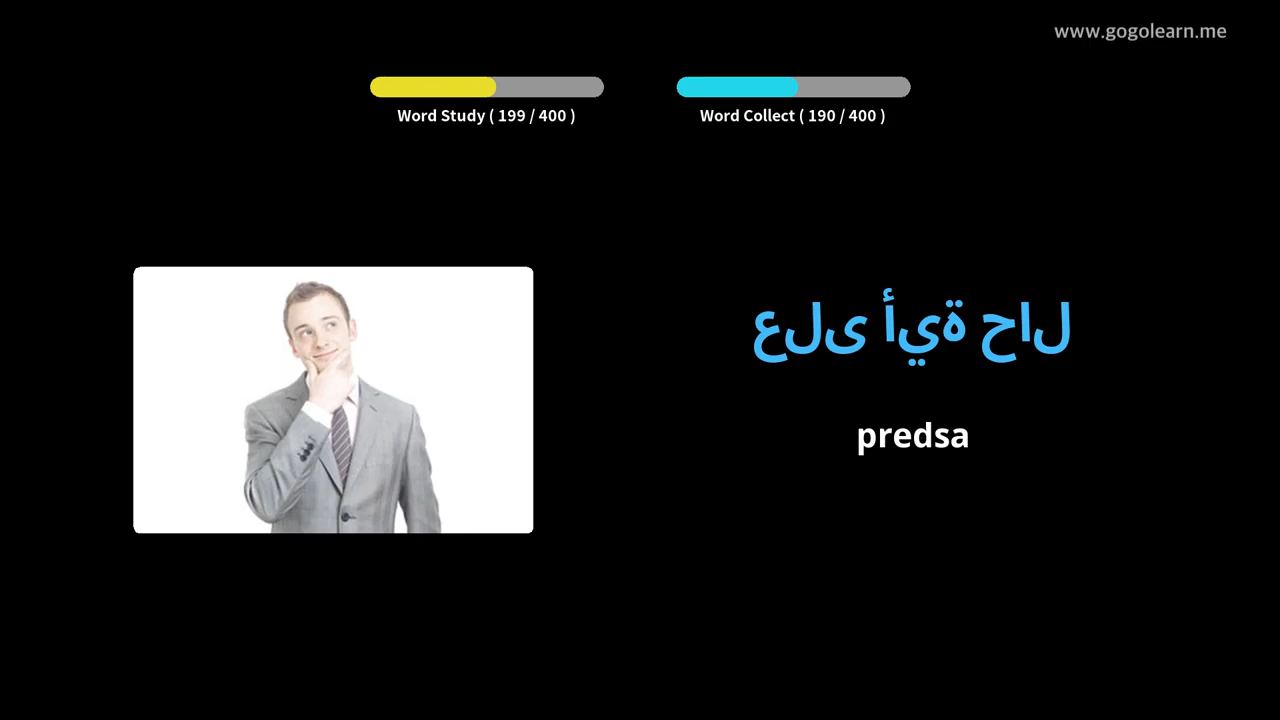 www.gogolearn.me
Word Study ( 199 / 400 )
Word Collect ( 190 / 400 )
على أية حال
predsa